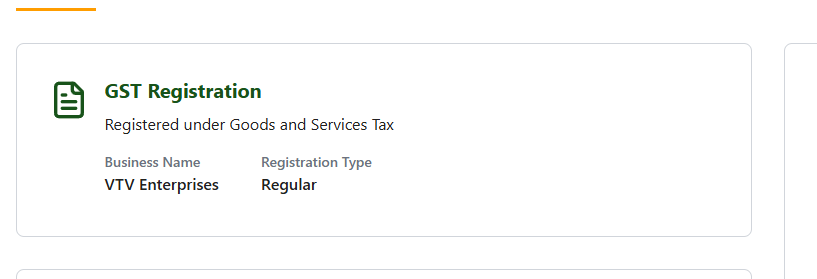 GST Registration
Registered under Goods and Services Tax
Business Name
VTV Enterprises
Registration Type
Regular